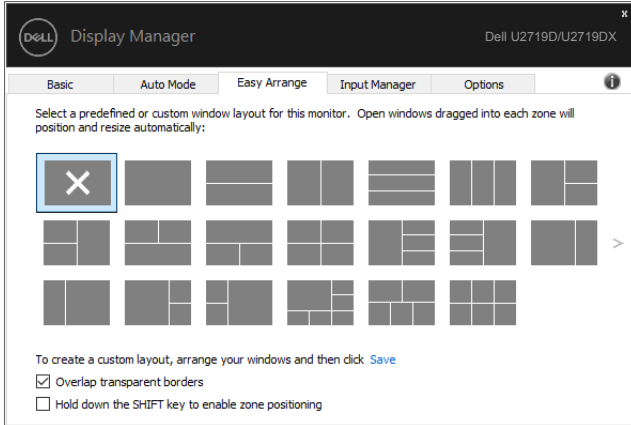 x
DELL Display Manager Dell U2719D/U2719DX
Basic Auto Mode Easy Arrange Input Manager Options i
Select a predefined or custom window layout for this monitor. Open windows dragged into each zone will
position and resize automatically:
>
To create a custom layout, arrange your windows and then click Save
Overlap transparent borders
Hold down the SHIFT key to enable zone positioning